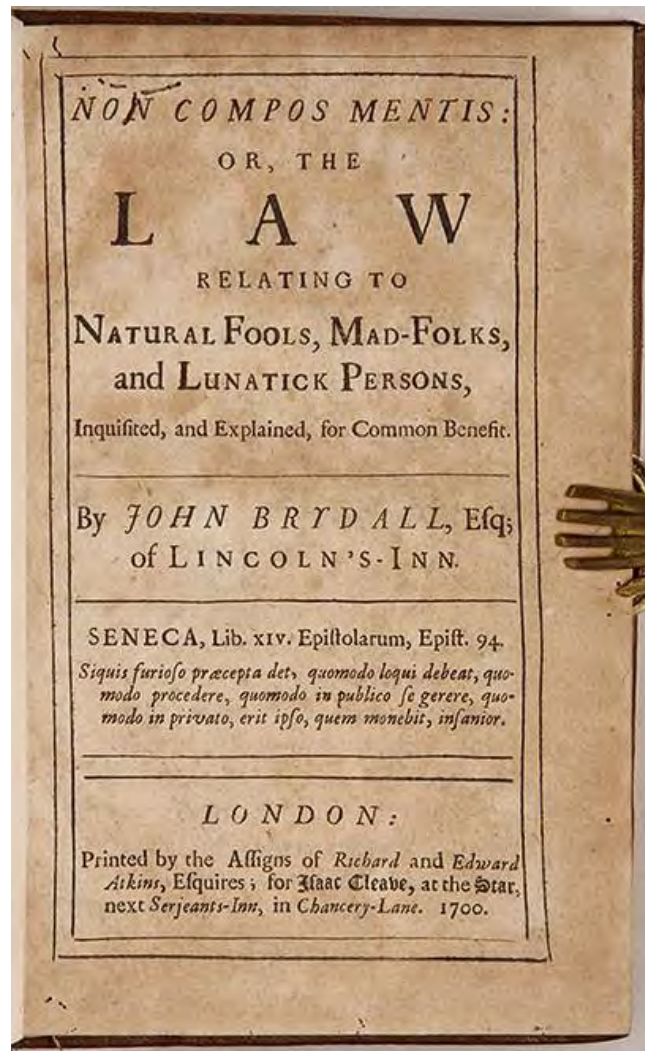 NON COMPOS MENTIS:
OR, THE
LAW
RELATING TO
NATURAL FOOLS, MAD-FOLKS,
and LUNATICK PERSONS,
Inquiſited, and Explained, for Common Benefit.
By JOHN BRYDALL, Eſq;
of LINCOLN'S-INN.
SENECA, Lib. XIV. Epiſtolarum, Epiſt. 94.
Siquis furioſo præcepta det, quomodo loqui debeat, quo-
modo procedere, quomodo in publico ſe gerere, quo-
modo in privato, erit ipſo, quem monebit, inſanior.
LONDON:
Printed by the Aſſigns of Richard and Edward
Atkins, Eſquires; for Iſaac Cleave, at the Star,
next Serjeants-Inn, in Chancery-Lane. 1700.